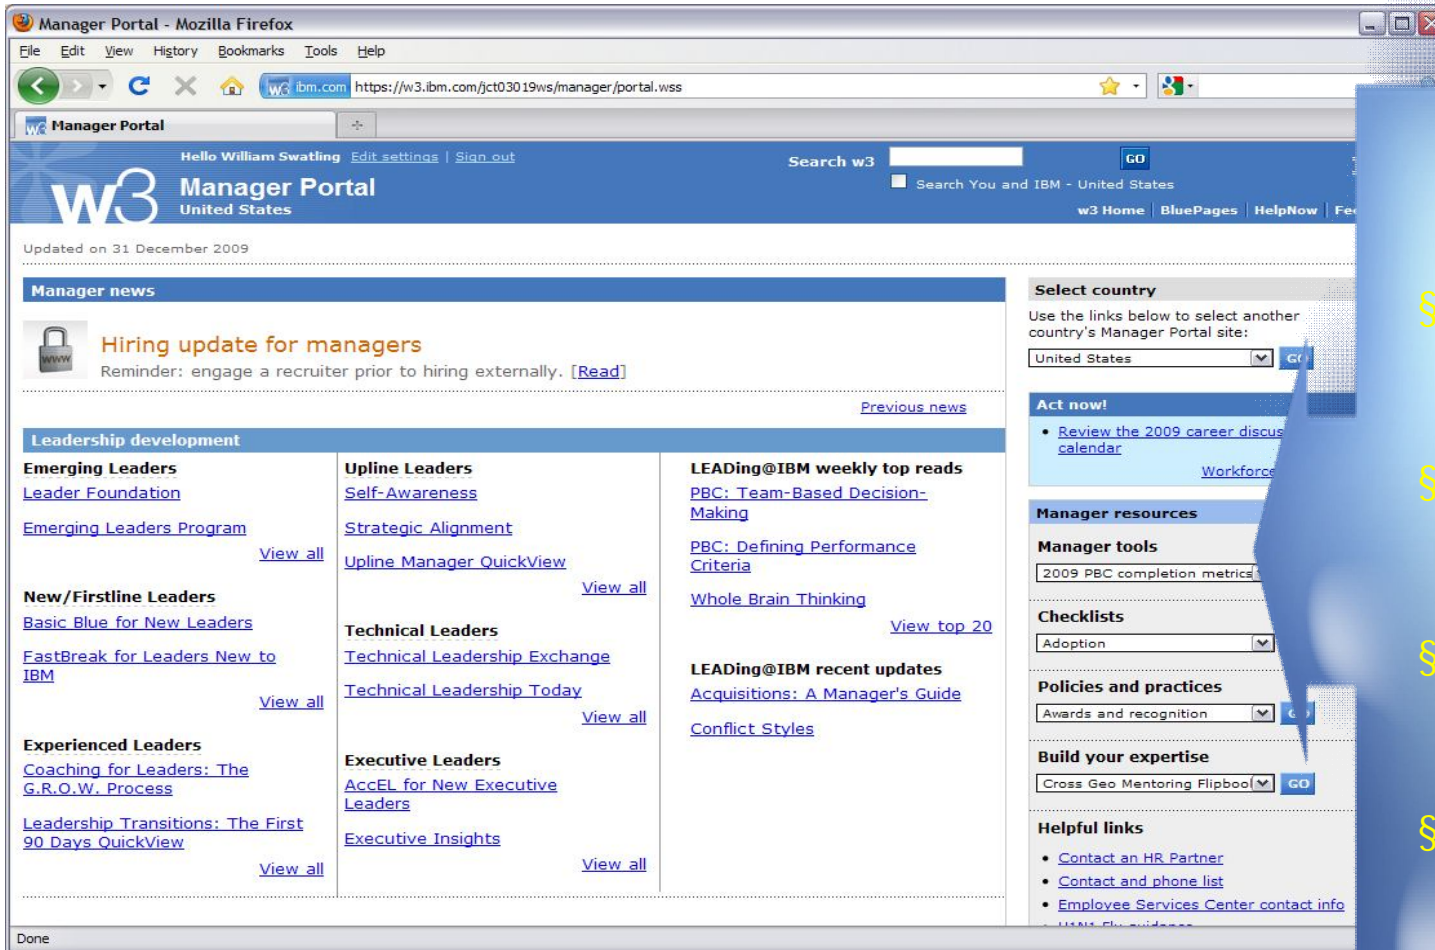 Manager Portal - Mozilla Firefox
File Edit View History Bookmarks Tools Help
w3 ibm.com https://w3.ibm.com/jct03019ws/manager/portal.wss
w3 Manager Portal
Hello William Swatling Edit settings | Sign out
Search w3 GO
w3 Manager Portal
Search You and IBM - United States
United States
w3 Home BluePages HelpNow
Updated on 31 December 2009
Manager news
www
Hiring update for managers
Reminder: engage a recruiter prior to hiring externally. [Read]
Previous news
Leadership development
Emerging Leaders
Leader Foundation
Emerging Leaders Program
View all
New/Firstline Leaders
Basic Blue for New Leaders
FastBreak for Leaders New to
IBM
View all
Experienced Leaders
Coaching for Leaders: The
G.R.O.W. Process
Leadership Transitions: The First
90 Days QuickView
View all
Upline Leaders
Self-Awareness
Strategic Alignment
Upline Manager QuickView
View all
Technical Leaders
Technical Leadership Exchange
Technical Leadership Today
View all
Executive Leaders
AccEL for New Executive
Leaders
Executive Insights
View all
LEADing@IBM weekly top reads
PBC: Team-Based Decision-
Making
PBC: Defining Performance
Criteria
Whole Brain Thinking
View top 20
LEADing@IBM recent updates
Acquisitions: A Manager's Guide
Conflict Styles
Select country
Use the links below to select another
country's Manager Portal site:
United States GO
Act now!
• Review the 2009 career
calendar
Workforce
Manager resources
Manager tools
2009 PBC completion metrics
Checklists
Adoption
Policies and practices
Awards and recognition
Build your expertise
Cross Geo Mentoring Flipboo GO
Helpful links
• Contact an HR Partner
• Contact and phone list
• Employee Services Center contact info
§
§
§
§
Done